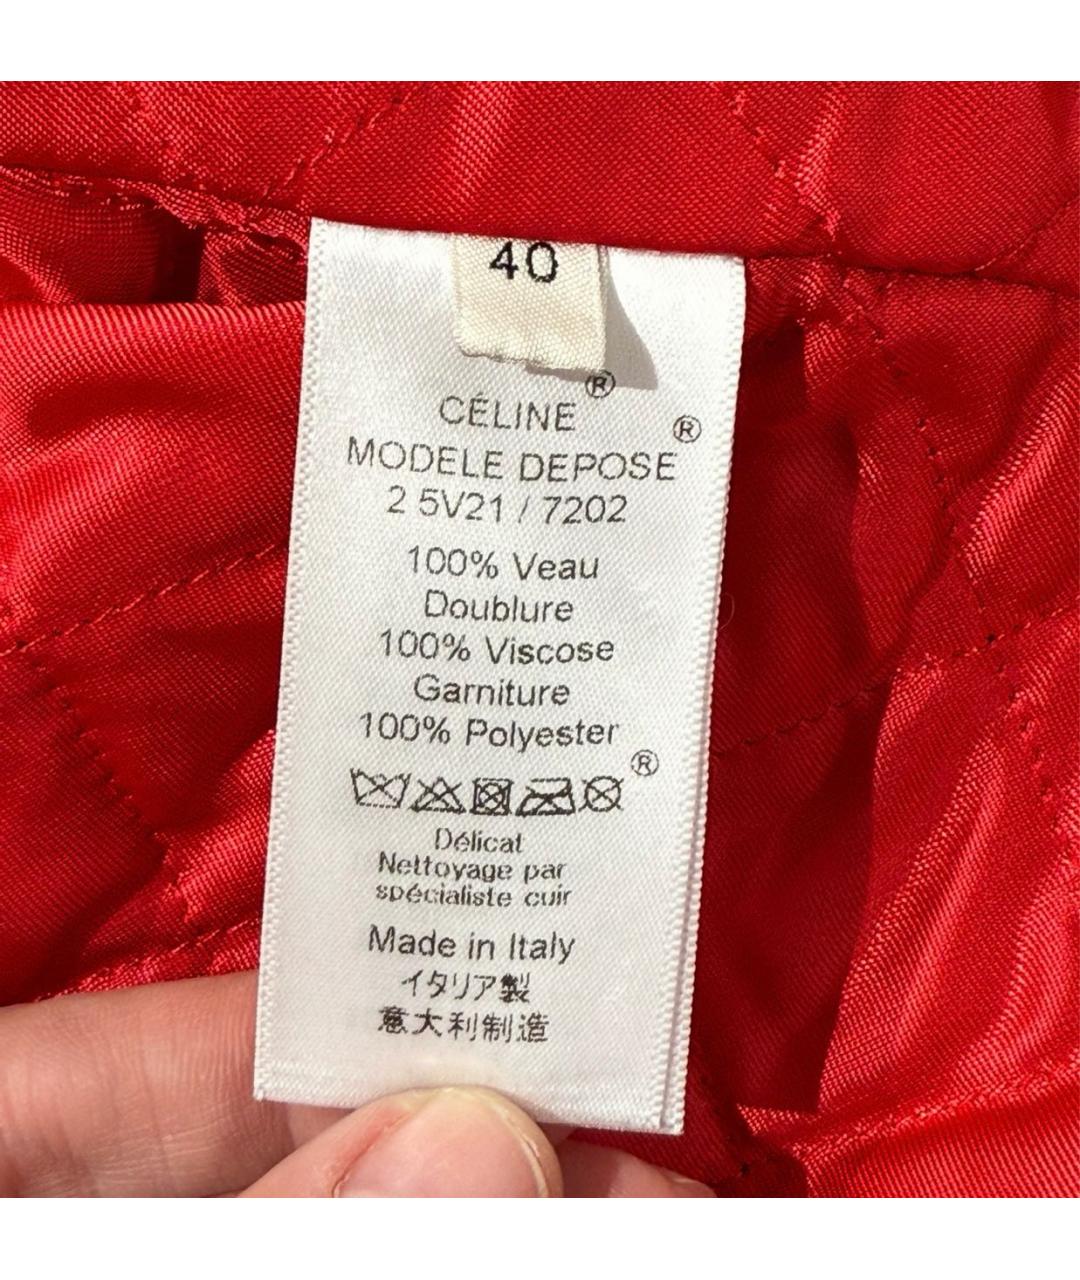 40
CÉLINE®
MODELE DEPOSE®
2 5V21 / 7202
100% Veau
Doublure
100% Viscose
Garniture
100% Polyester
®
Délicat
Nettoyage par
spécialiste cuir
Made in Italy
イタリア製
意大利制造